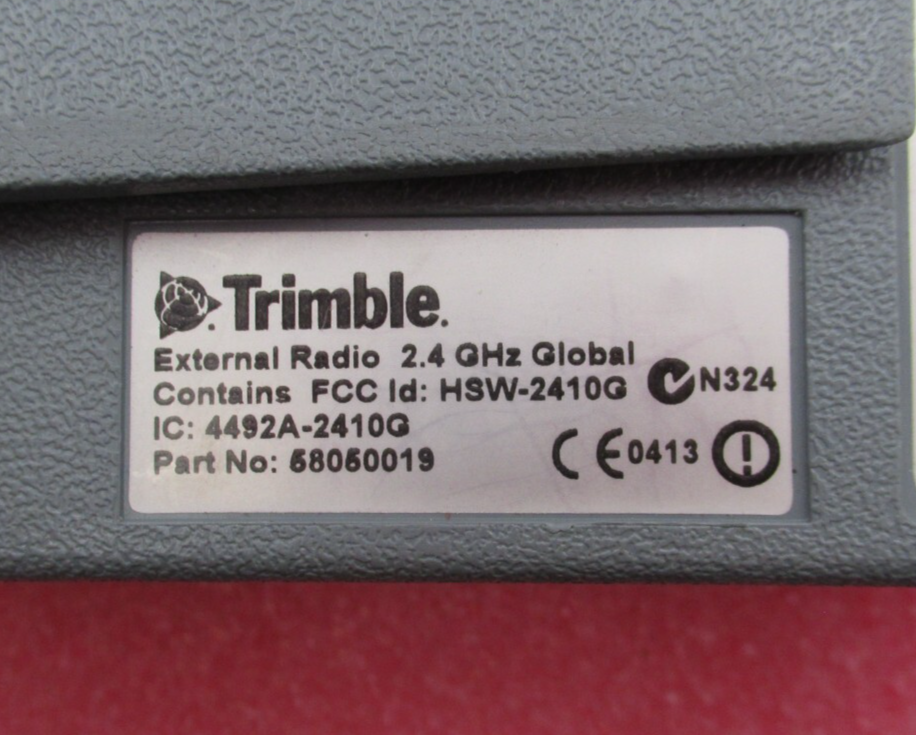 Trimble.
External Radio 2.4 GHz Global
Contains FCC Id: HSW-2410G
N324
IC: 4492A-2410G
Part No: 58050019
CE 0413